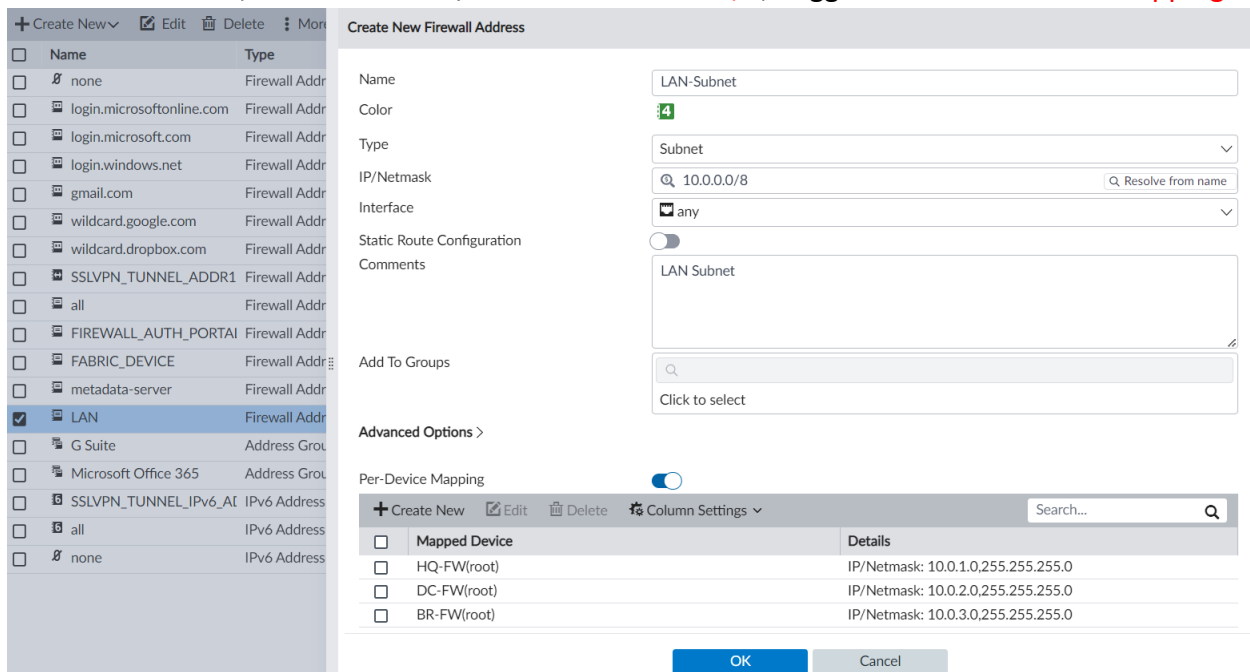 Create New Edit Delete More
Name Type
none Firewall Addr
login.microsoftonline.com Firewall Addr
login.microsoft.com Firewall Addr
login.windows.net Firewall Addr
gmail.com Firewall Addr
wildcard.google.com Firewall Addr
wildcard.dropbox.com Firewall Addr
SSLVPN_TUNNEL_ADDR1 Firewall Addr
all Firewall Addr
FIREWALL_AUTH_PORTAL Firewall Addr
FABRIC_DEVICE Firewall Addr
metadata-server Firewall Addr
LAN Firewall Addr
G Suite Address Grou
Microsoft Office 365 Address Grou
SSLVPN_TUNNEL_IPv6_AD IPv6 Address
all IPv6 Address
none IPv6 Address
Create New Firewall Address
Name LAN-Subnet
Color 4
Type Subnet
IP/Netmask 10.0.0.0/8 Resolve from name
Interface any
Static Route Configuration
Comments LAN Subnet
Add To Groups
Click to select
Advanced Options >
Per-Device Mapping
Create New Edit Delete Column Settings Search...
Mapped Device Details
HQ-FW(root) IP/Netmask: 10.0.1.0,255.255.255.0
DC-FW(root) IP/Netmask: 10.0.2.0,255.255.255.0
BR-FW(root) IP/Netmask: 10.0.3.0,255.255.255.0
OK Cancel